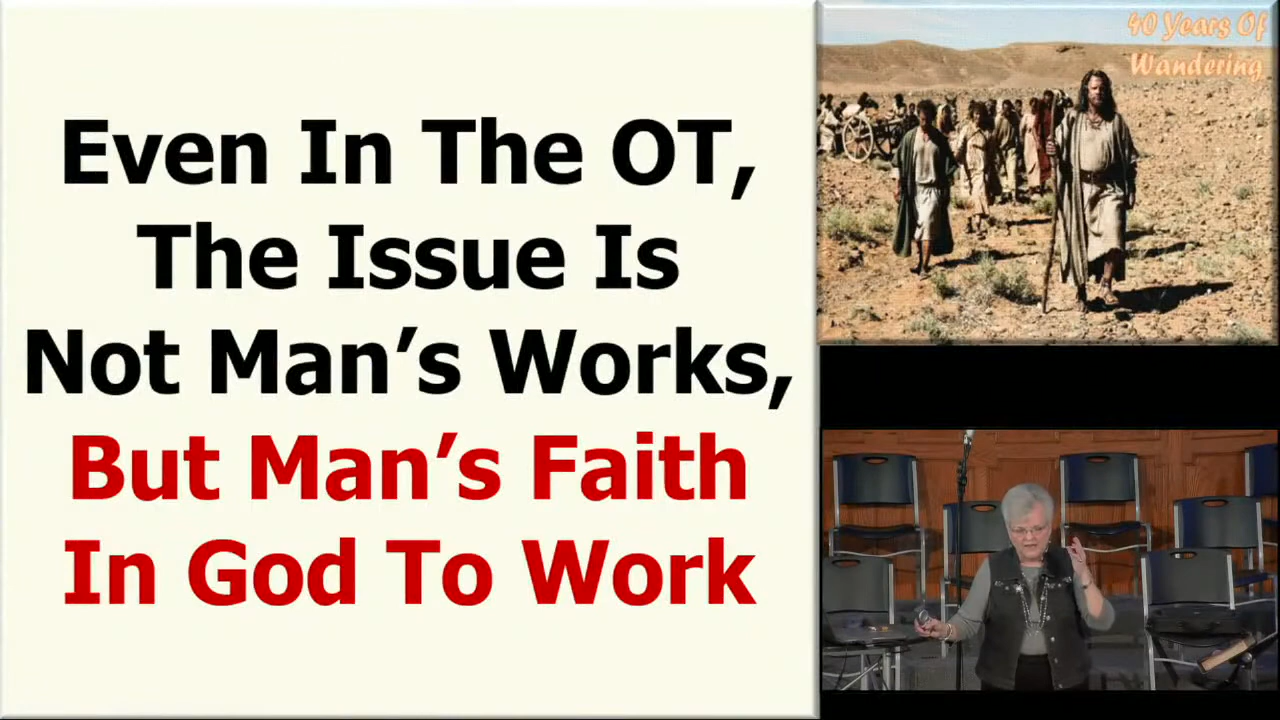 Even In The OT,
The Issue Is
Not Man’s Works,
But Man’s Faith
In God To Work
40 Years Of
Wandering